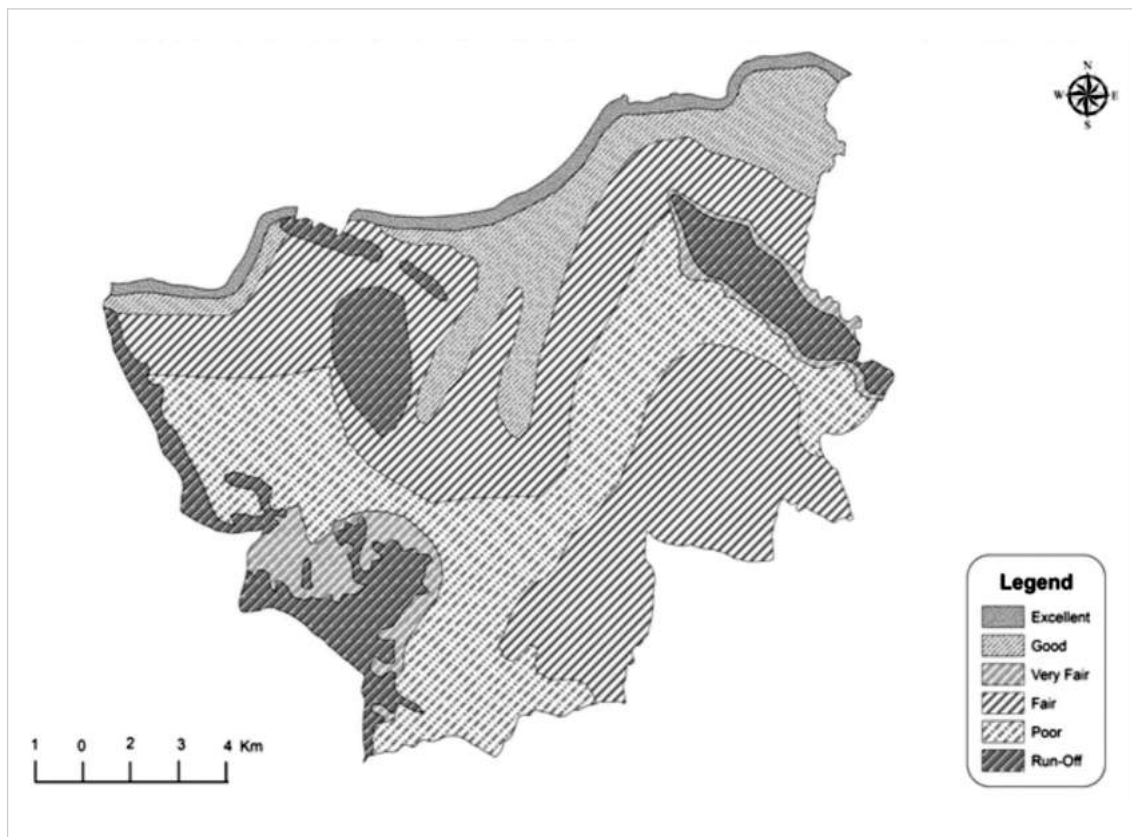 N
W E
S
Legend
Excellent
Good
Very Fair
Fair
Poor
Run-Off
1 0 2 3 4 Km